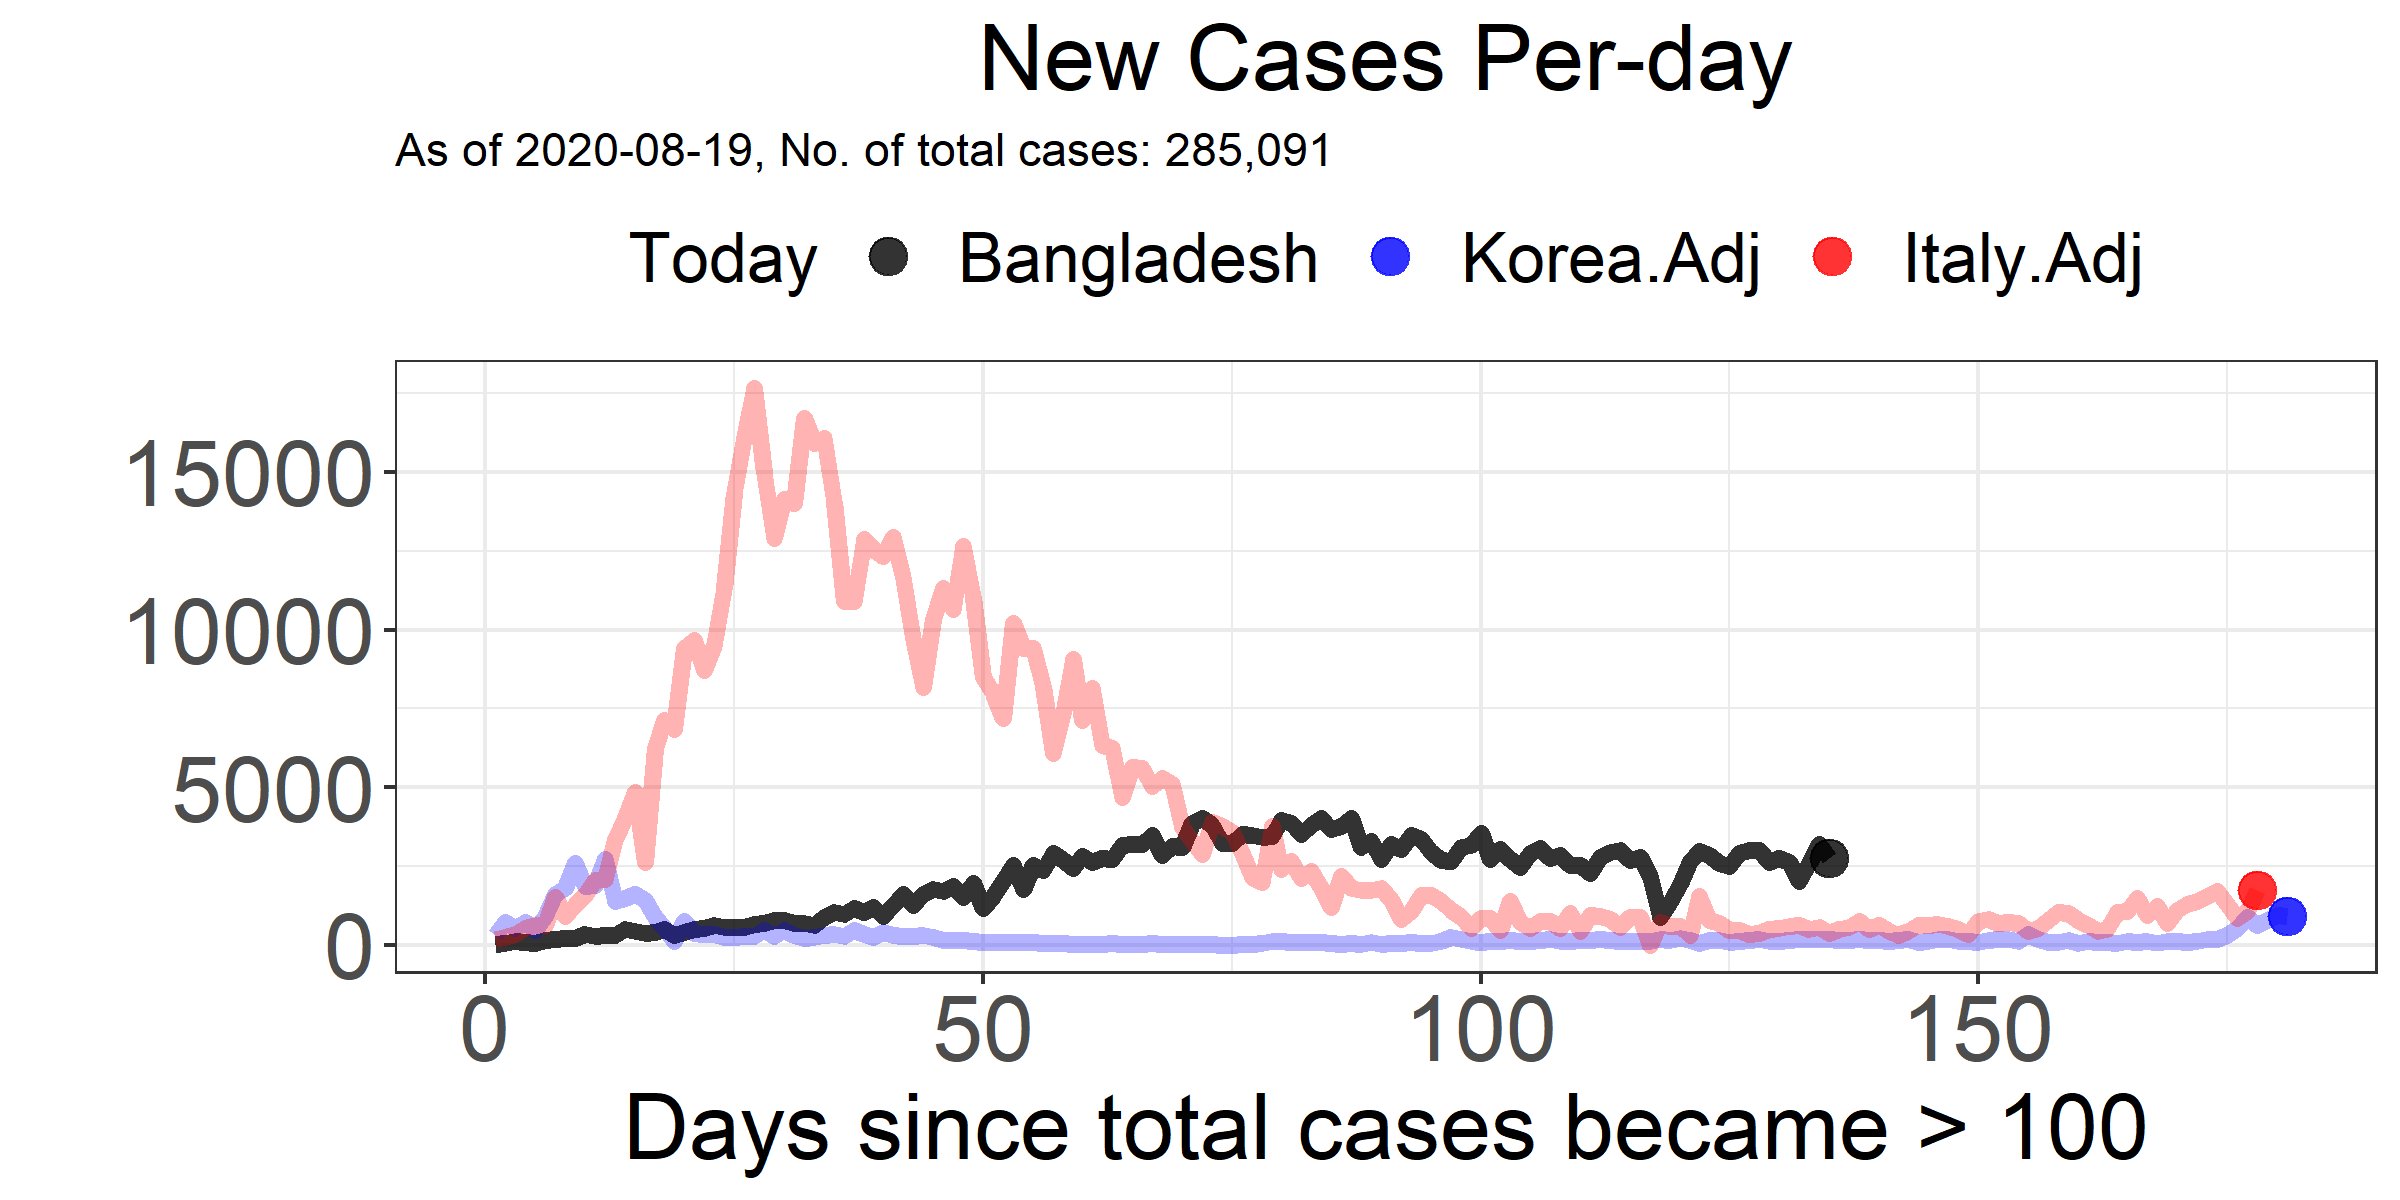 New Cases Per-day
As of 2020-08-19, No. of total cases: 285,091
Today Bangladesh Korea.Adj Italy.Adj
15000
10000
5000
0
0 50 100 150
Days since total cases became > 100